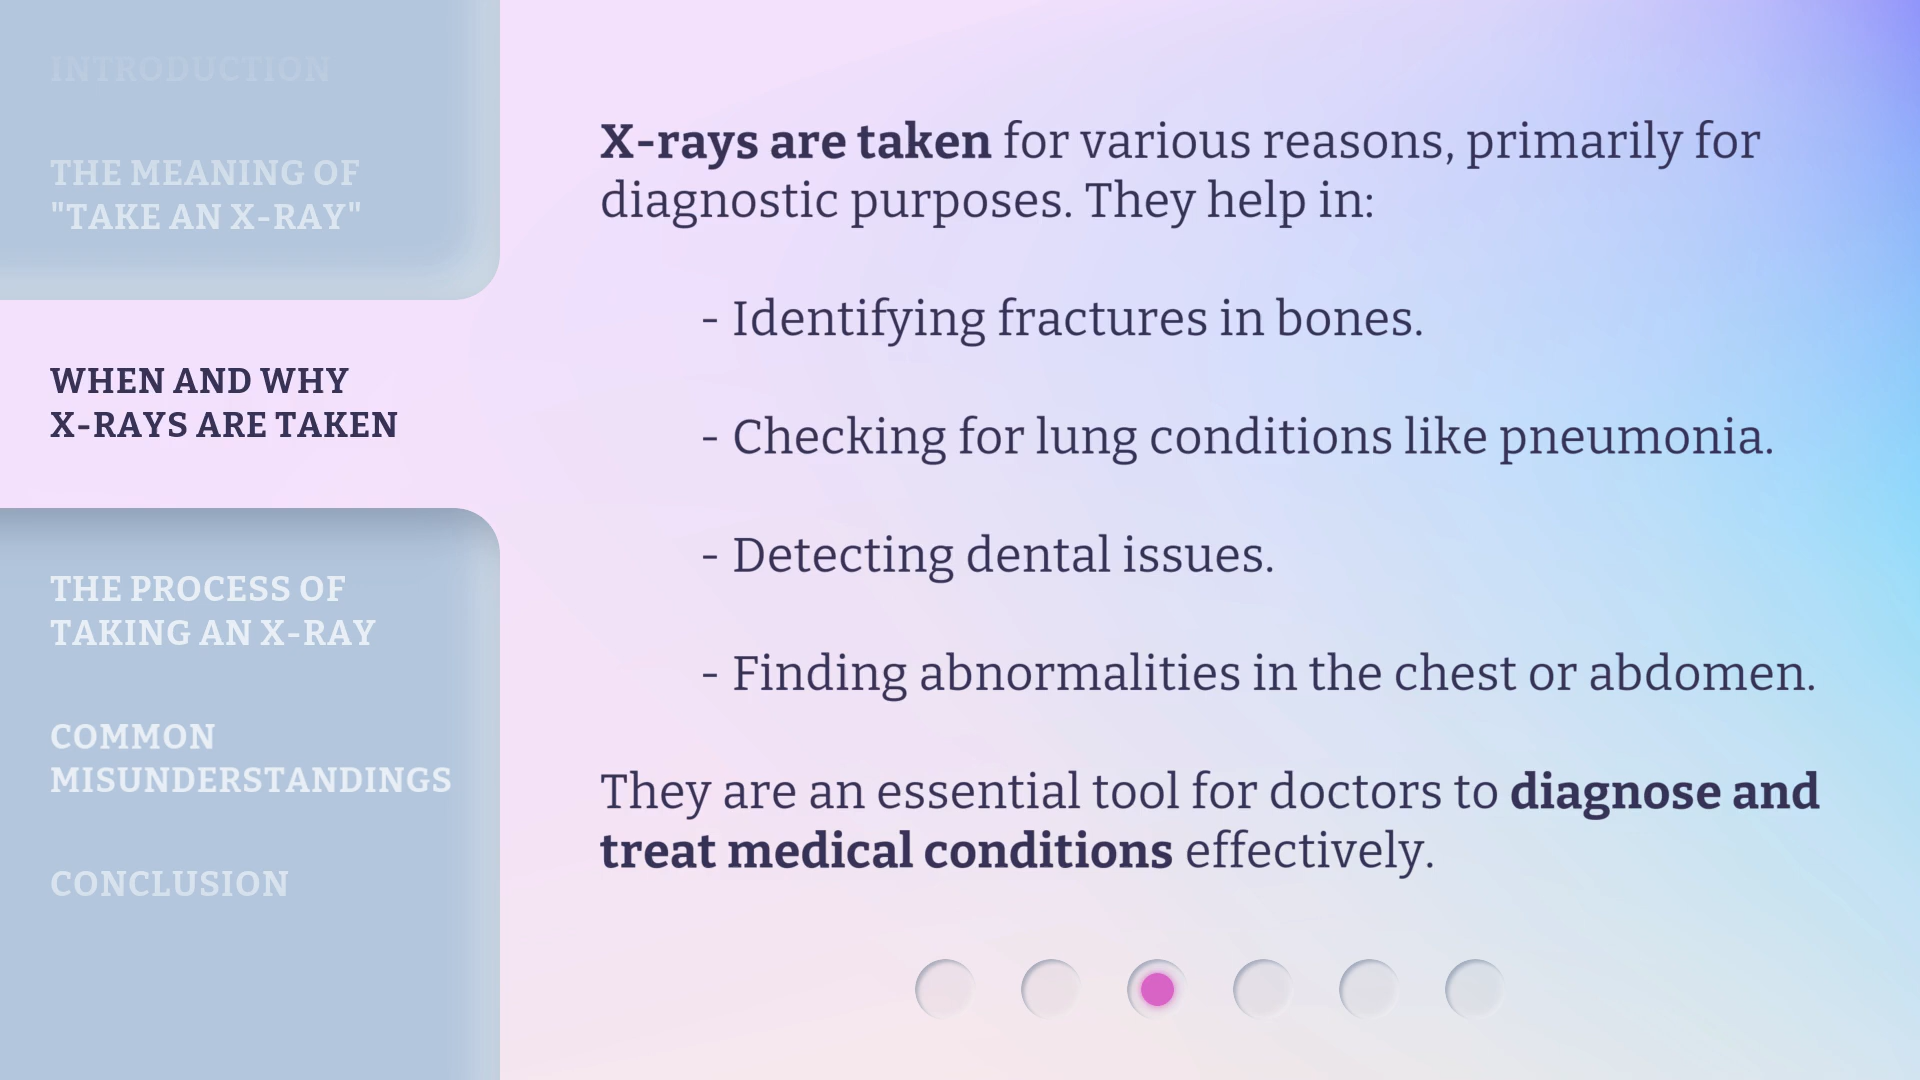 INTRODUCTION
THE MEANING OF
"TAKE AN X-RAY"
WHEN AND WHY
X-RAYS ARE TAKEN
THE PROCESS OF
TAKING AN X-RAY
COMMON
MISUNDERSTANDINGS
CONCLUSION
X-rays are taken for various reasons, primarily for
diagnostic purposes. They help in:
- Identifying fractures in bones.
- Checking for lung conditions like pneumonia.
- Detecting dental issues.
- Finding abnormalities in the chest or abdomen.
They are an essential tool for doctors to diagnose and
treat medical conditions effectively.